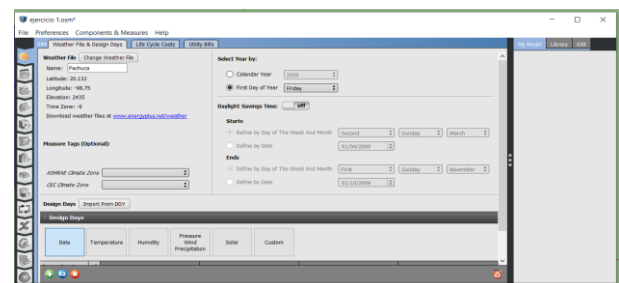 ejercicio 1.osm*
File Preferences Components & Measures Help
Site Weather File & Design Days Life Cycle Costs Utility Bills
My Model Library Edit
Weather File Change Weather File
Name: Pachuca
Latitude: 20.133
Longitude: -98.75
Elevation: 2435
Time Zone: -6
Download weather files at www.energyplus.net/weather
Measure Tags (Optional):
ASHRAE Climate Zone
CEC Climate Zone
Select Year by:
Calendar Year 2020
First Day of Year Friday
Daylight Savings Time: off
Starts
Define by Day of The Week And Month Second Sunday March
Define by Date 01/04/2009
Ends
Define by Day of The Week And Month First Sunday November
Define by Date 01/10/2009
Design Days Import From DDY
Design Days
Date Temperature Humidity Pressure Wind Precipitation Solar Custom